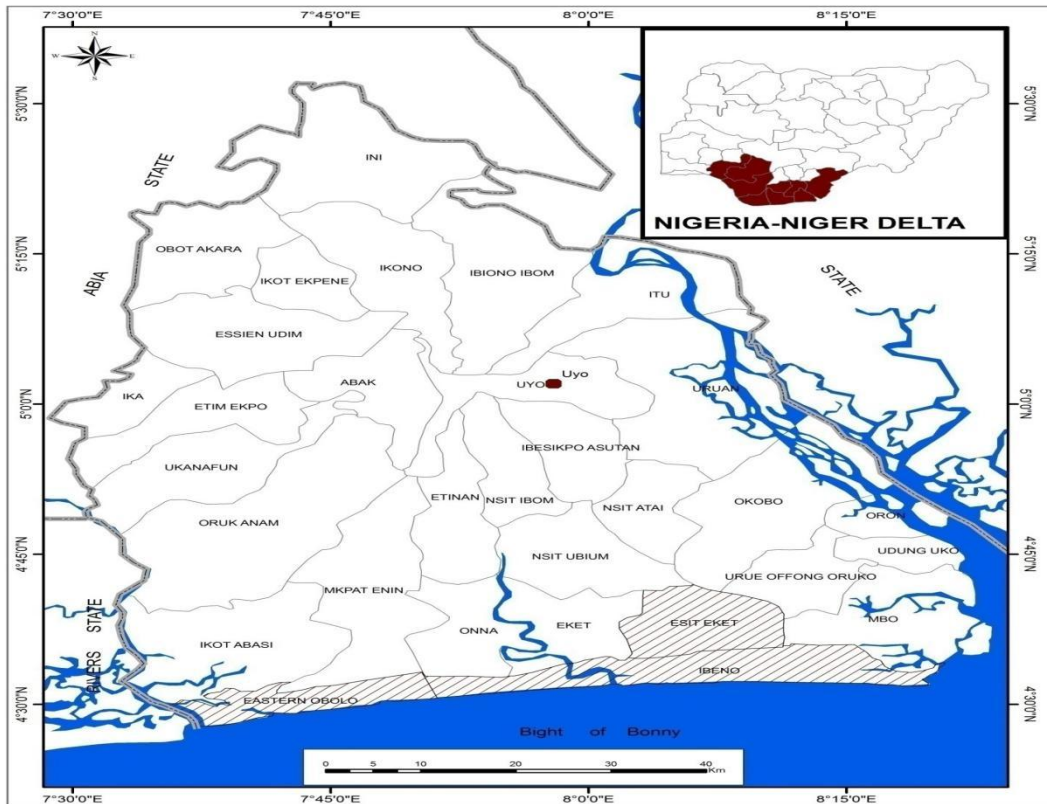 7°30'0"E 7°45'0"E 8°0'0"E 8°15'0"E
N
W E
S
5°30'0"N 5°30'0"N
INI
NIGERIA-NIGER DELTA
ABIA STATE
5°15'0"N 5°15'0"N
OBOT AKARA
IKOT EKPENE
IKONO
IBIONO IBOM
ITU
STATE
ESSIEN UDIM
Uyo
UYO
ABAK
URUAN
IKA
ETIM EKPO
5°0'0"N 5°0'0"N
IBESIKPO ASUTAN
UKANAFUN
ETINAN
NSIT IBOM
NSIT ATAI
OKOBO
ORUK ANAM
ORON
4°45'0"N 4°45'0"N
UDUNG UKO
NSIT UBIUM
URUE OFFONG ORUKO
MKPAT ENIN
MBO
EKET
ESIT EKET
ONNA
IKOT ABASI
RIVERS STATE
IBENO
EASTERN OBOLO
4°30'0"N 4°30'0"N
Bight of Bonny
0 5 10 20 30 40
Km
7°30'0"E 7°45'0"E 8°0'0"E 8°15'0"E